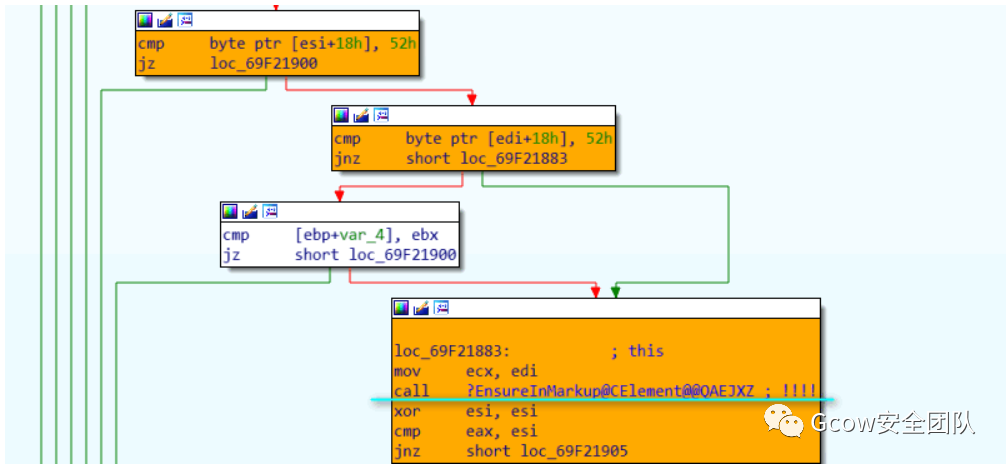 cmp     byte ptr [esi+18h], 52h
jz      loc_69F21900
cmp     byte ptr [edi+18h], 52h
jnz     short loc_69F21883
cmp     [ebp+var_4], ebx
jz      short loc_69F21900
loc_69F21883:           ; this
mov     ecx, edi
call    ?EnsureInMarkup@CElement@@QAEJXZ ; !!!!
xor     esi, esi
cmp     eax, esi
jnz     short loc_69F21905
Gcow安全团队